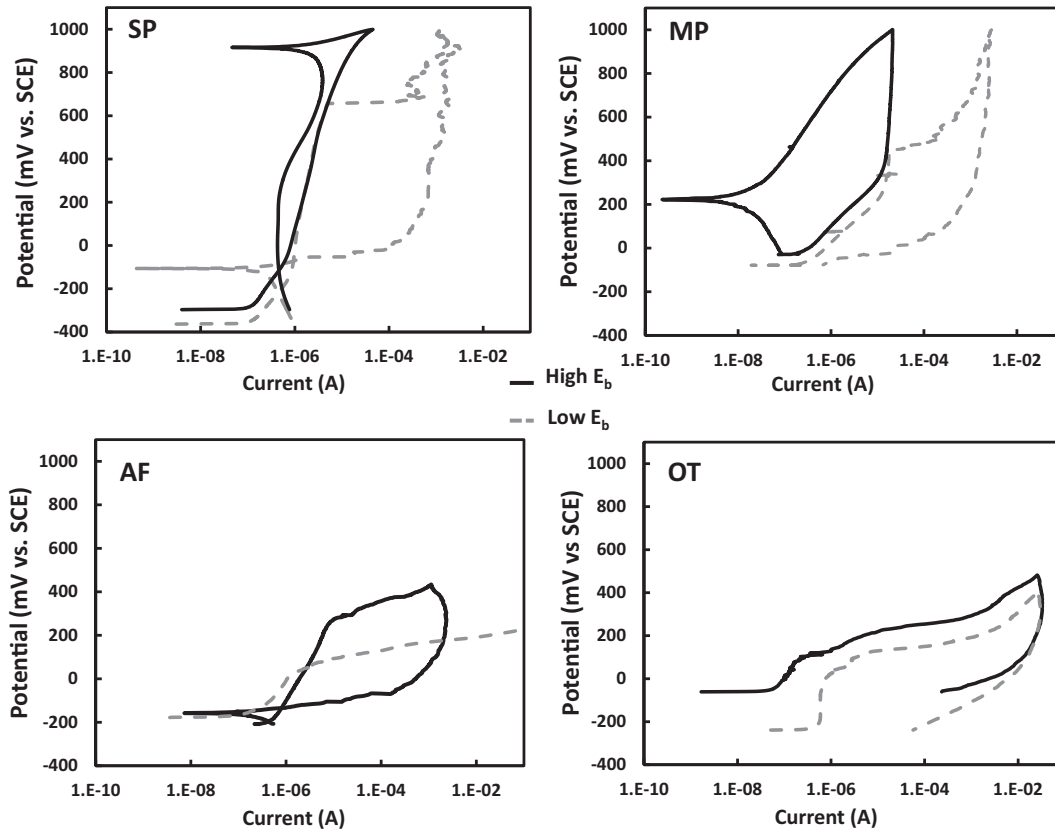 SP
1000
800
600
400
200
0
-200
-400
Potential (mV vs. SCE)
1.E-10 1.E-08 1.E-06 1.E-04 1.E-02
Current (A)
MP
1000
800
600
400
200
0
-200
-400
Potential (mV vs. SCE)
1.E-10 1.E-08 1.E-06 1.E-04 1.E-02
Current (A)
High Eb
Low Eb
AF
1000
800
600
400
200
0
-200
-400
Potential (mV vs. SCE)
1.E-10 1.E-08 1.E-06 1.E-04 1.E-02
Current (A)
OT
1000
800
600
400
200
0
-200
-400
Potential (mV vs SCE)
1.E-10 1.E-08 1.E-06 1.E-04 1.E-02
Current (A)